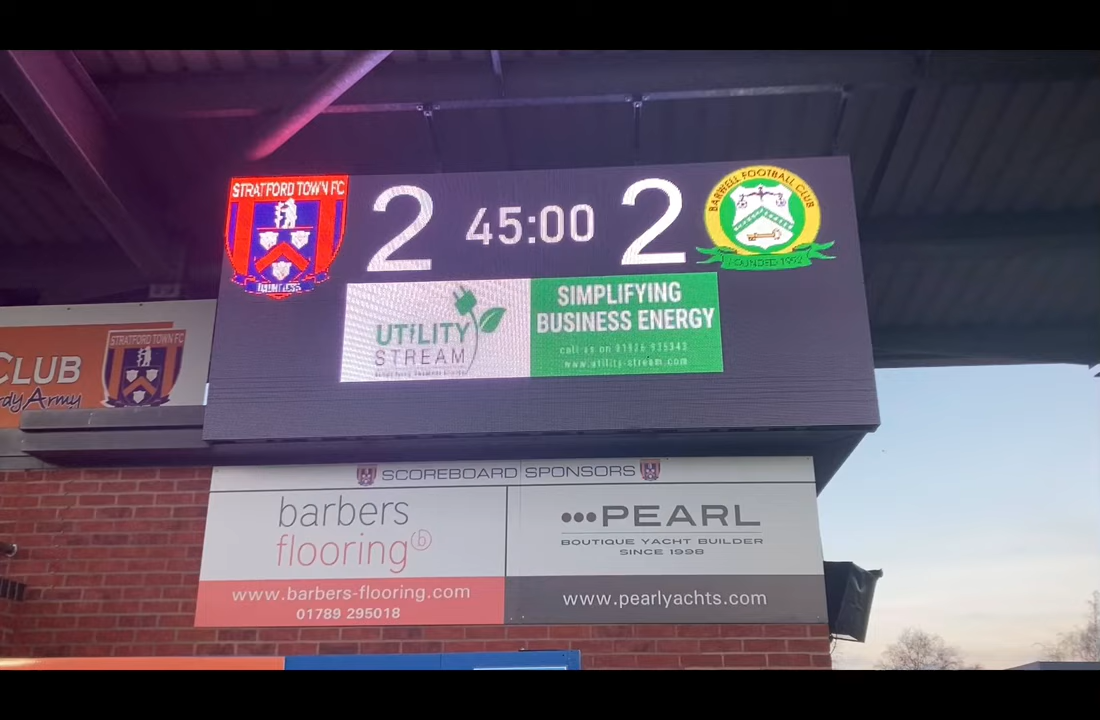 STRATFORD TOWN FC
2
45:00
2
BARWELL FOOTBALL CLUB
FOUNDED 1992
UTILITY
STREAM
SIMPLIFYING
BUSINESS ENERGY
call us on 01926 935343
www.utility-stream.com
STRATFORD TOWN FC
CLUB
Army
SCOREBOARD SPONSORS
barbers
flooring
b
www.barbers-flooring.com
01789 295018
PEARL
BOUTIQUE YACHT BUILDER
SINCE 1998
www.pearlyachts.com